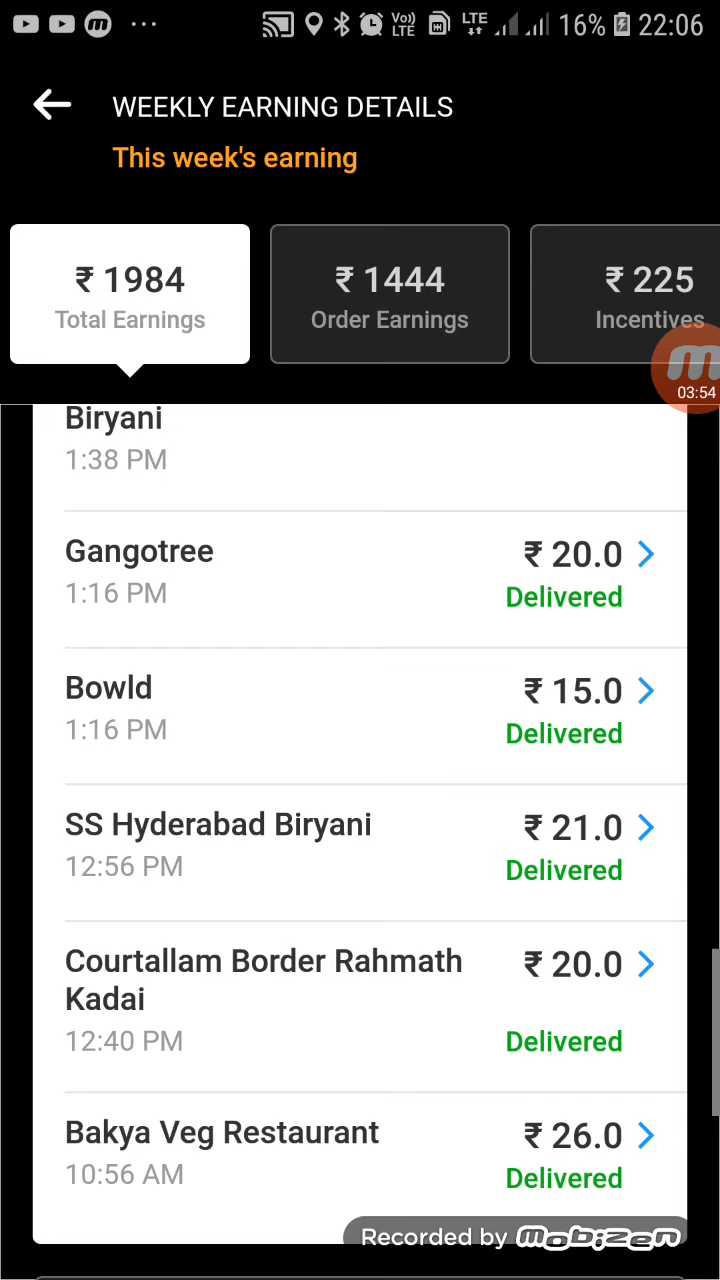 16% 22:06
WEEKLY EARNING DETAILS
This week's earning
₹ 1984
Total Earnings
₹ 1444
Order Earnings
₹ 225
Incentives
03:54
Biryani
1:38 PM
Gangotree
₹ 20.0
1:16 PM
Delivered
Bowld
₹ 15.0
1:16 PM
Delivered
SS Hyderabad Biryani
₹ 21.0
12:56 PM
Delivered
Courtallam Border Rahmath
₹ 20.0
Kadai
12:40 PM
Delivered
Bakya Veg Restaurant
₹ 26.0
10:56 AM
Delivered
Recorded by mobizen